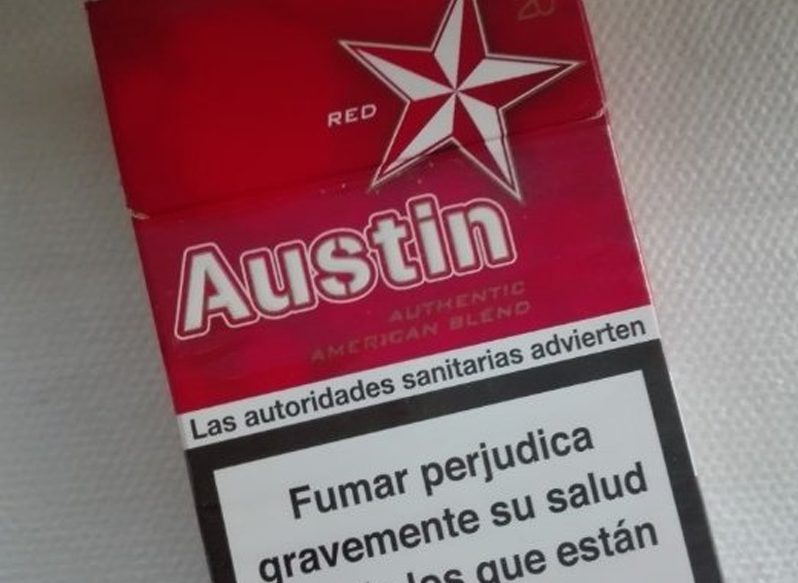 20
RED
Austin
AUTHENTIC
AMERICAN BLEND
Las autoridades sanitarias advierten
Fumar perjudica
gravemente su salud
los que están